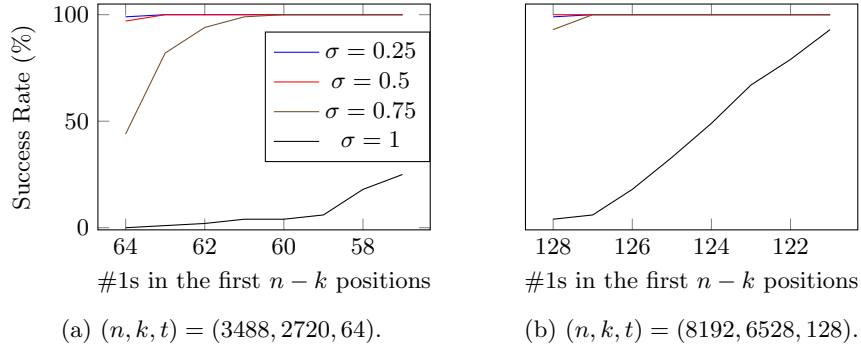 Success Rate (%)
100
50
0
σ = 0.25
σ = 0.5
σ = 0.75
σ = 1
64 62 60 58
#1s in the first n − k positions
(a) (n, k, t) = (3488, 2720, 64).
128 126 124 122
#1s in the first n − k positions
(b) (n, k, t) = (8192, 6528, 128).